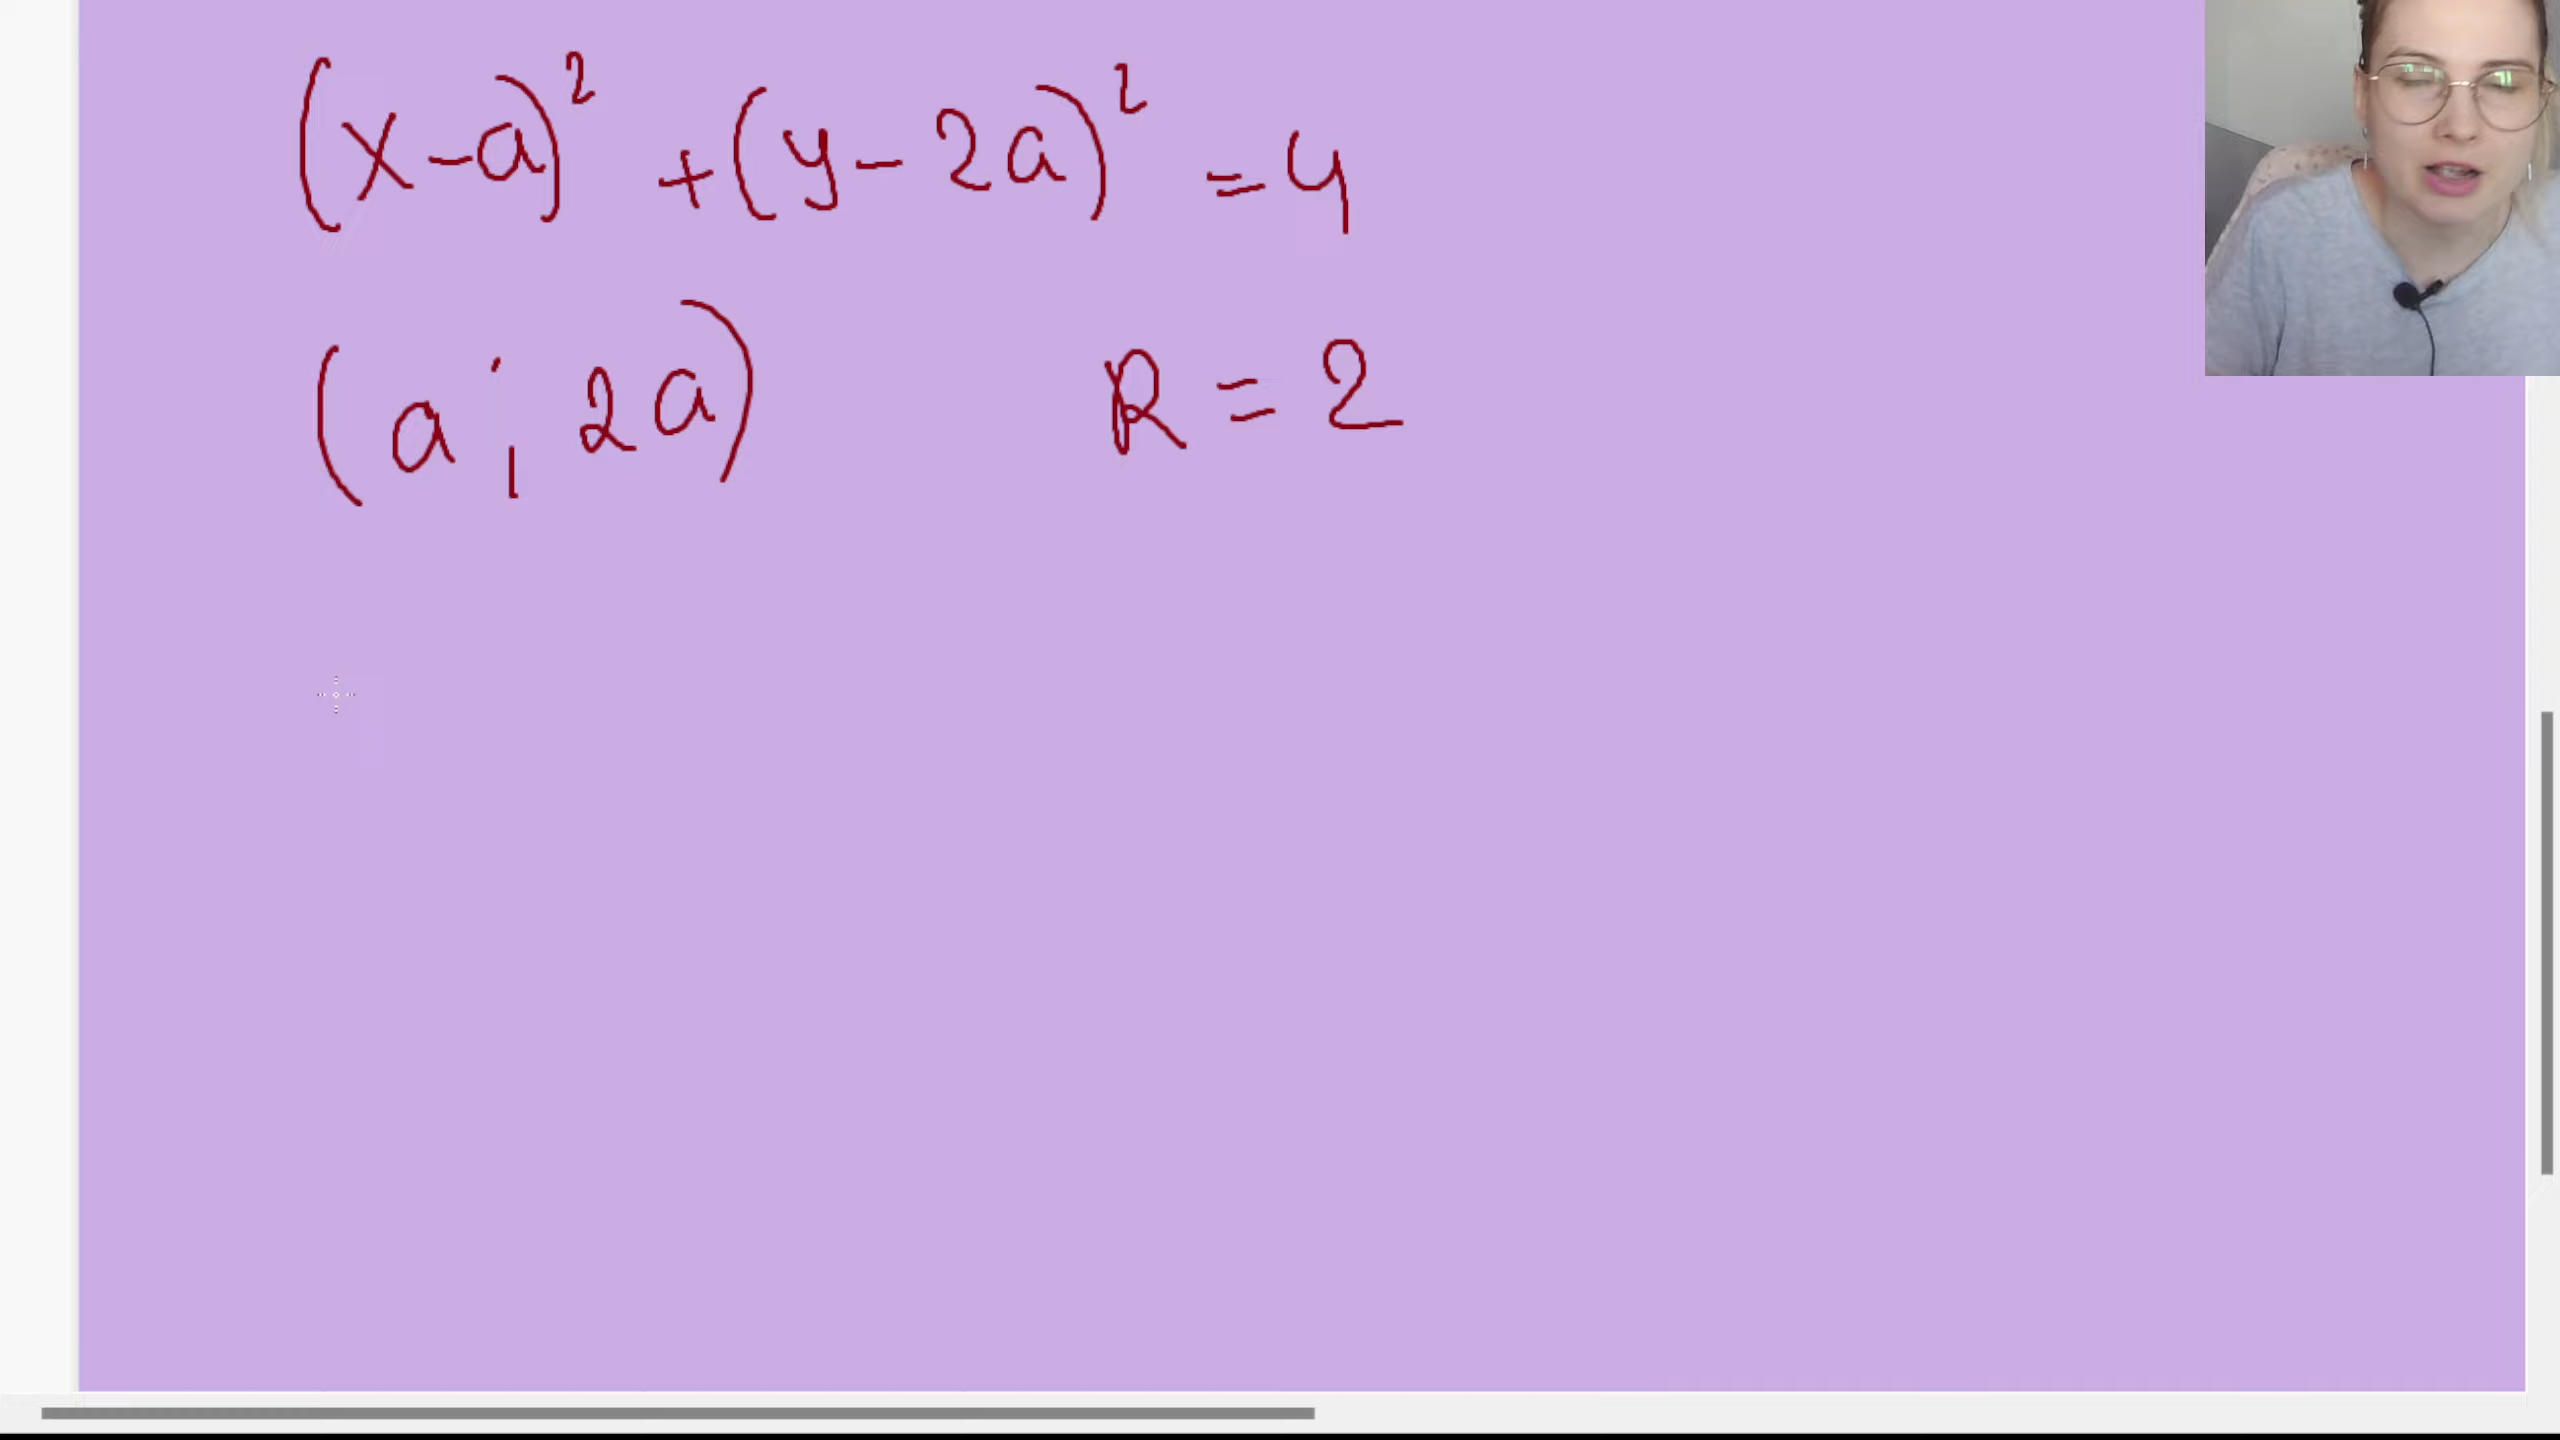 (x-a)² + (y-2a)² = 4
(a; 2a) R = 2